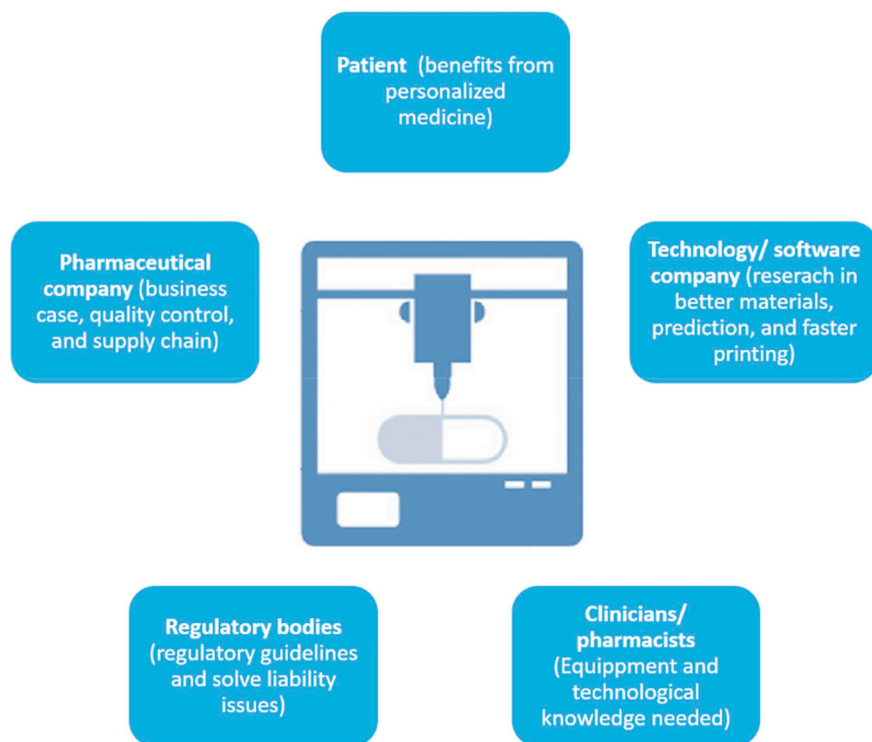 Patient (benefits from
personalized
medicine)
Pharmaceutical
company (business
case, quality control,
and supply chain)
Technology/ software
company (reserach in
better materials,
prediction, and faster
printing)
Regulatory bodies
(regulatory guidelines
and solve liability
issues)
Clinicians/
pharmacists
(Equippment and
technological
knowledge needed)